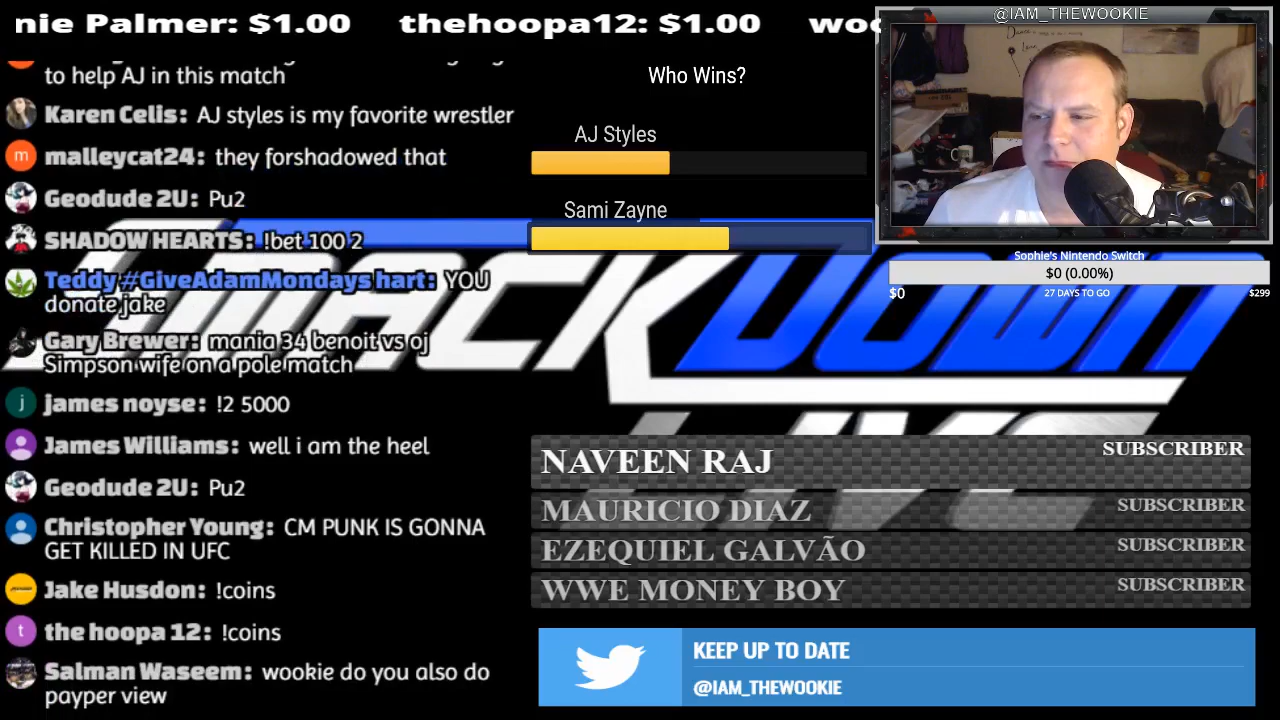 nie Palmer: $1.00 thehoopa12: $1.00
@IAM_THEWOOKIE
to help AJ in this match
Karen Celis: AJ styles is my favorite wrestler
malleycat24: they forshadowed that
Geodude 2U: Pu2
SHADOW HEARTS: !bet 100 2
Teddy #GiveAdamMondays hart: YOU
donate jake
Gary Brewer: mania 34 benoit vs oj
Simpson wife on a pole match
james noyse: !2 5000
James Williams: well i am the heel
Geodude 2U: Pu2
Christopher Young: CM PUNK IS GONNA
GET KILLED IN UFC
Jake Husdon: !coins
the hoopa 12: !coins
Salman Waseem: wookie do you also do
payper view
Who Wins?
AJ Styles
Sami Zayne
Sophie's Nintendo Switch
$0 (0.00%)
$0 27 DAYS TO GO $299
SMACKDOWN
LIVE
NAVEEN RAJ SUBSCRIBER
MAURICIO DIAZ SUBSCRIBER
EZEQUIEL GALVÃO SUBSCRIBER
WWE MONEY BOY SUBSCRIBER
KEEP UP TO DATE
@IAM_THEWOOKIE